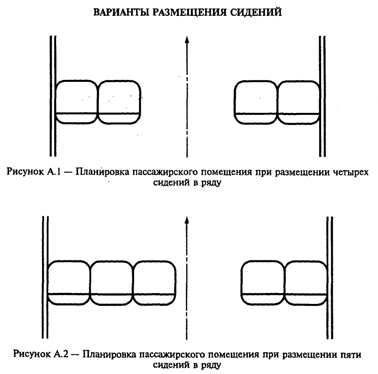 ВАРИАНТЫ РАЗМЕЩЕНИЯ СИДЕНИЙ
Рисунок А.1 — Планировка пассажирского помещения при размещении четырех
сидений в ряду
Рисунок А.2 — Планировка пассажирского помещения при размещении пяти
сидений в ряду